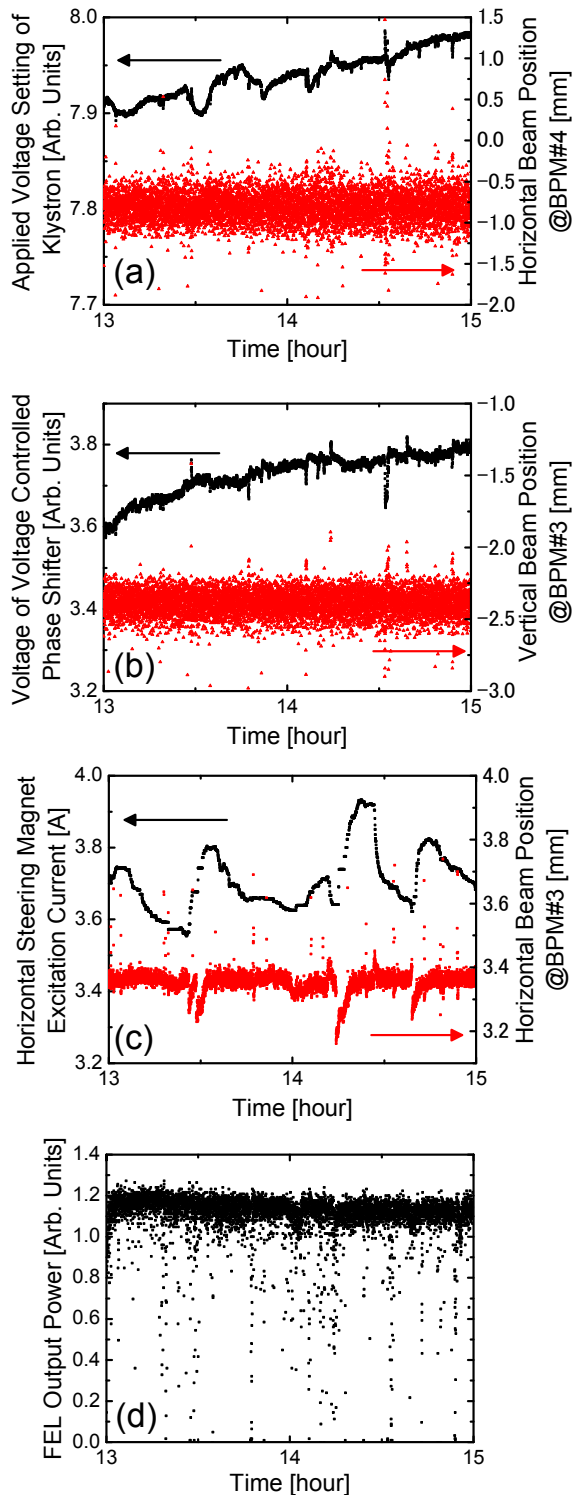 8.0
7.9
7.8
7.7
Applied Voltage Setting of
Klystron [Arb. Units]
1.5
1.0
0.5
0.0
−0.5
−1.0
−1.5
−2.0
Horizontal Beam Position
@BPM#4 [mm]
(a)
13
14
15
Time [hour]
3.8
3.6
3.4
3.2
Voltage of Voltage Controlled
Phase Shifter [Arb. Units]
−1.0
−1.5
−2.0
−2.5
−3.0
Vertical Beam Position
@BPM#3 [mm]
(b)
13
14
15
Time [hour]
4.0
3.8
3.6
3.4
3.2
Horizontal Steering Magnet
Excitation Current [A]
4.0
3.8
3.6
3.4
3.2
Horizontal Beam Position
@BPM#3 [mm]
(c)
13
14
15
Time [hour]
1.4
1.2
1.0
0.8
0.6
0.4
0.2
0.0
FEL Output Power [Arb. Units]
(d)
13
14
15
Time [hour]